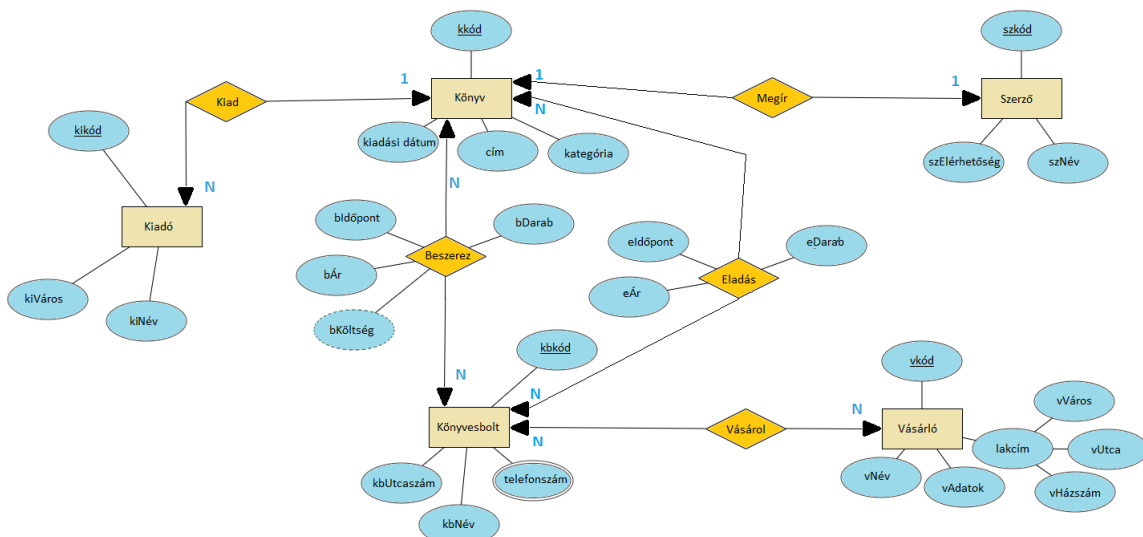 kkód
szkód
1
1
Kiad
Könyv
Megír
1
Szerző
N
kikód
kiadási dátum
cím
kategória
szElérhetőség
szNév
N
N
Kiadó
bIdőpont
bDarab
eIdőpont
eDarab
Beszerez
bÁr
Eladás
eÁr
kiVáros
kiNév
bKöltség
kbkód
vkód
N
N
N
vVáros
Könyvesbolt
Vásárol
Vásárló
N
lakcím
vUtca
kbUtcaszám
telefonszám
vNév
vAdatok
vHázszám
kbNév